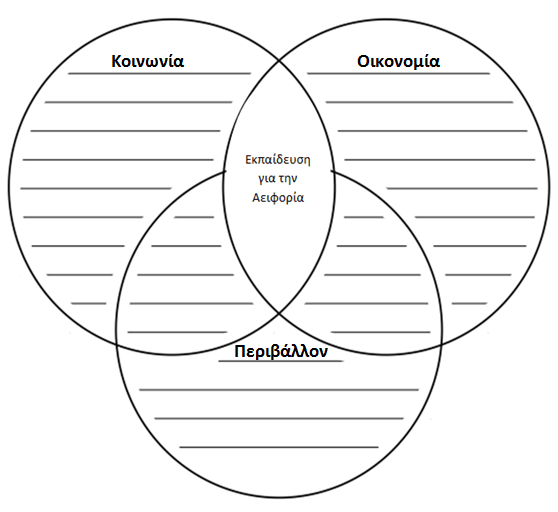 Κοινωνία
Οικονομία
Εκπαίδευση
για την
Αειφορία
Περιβάλλον